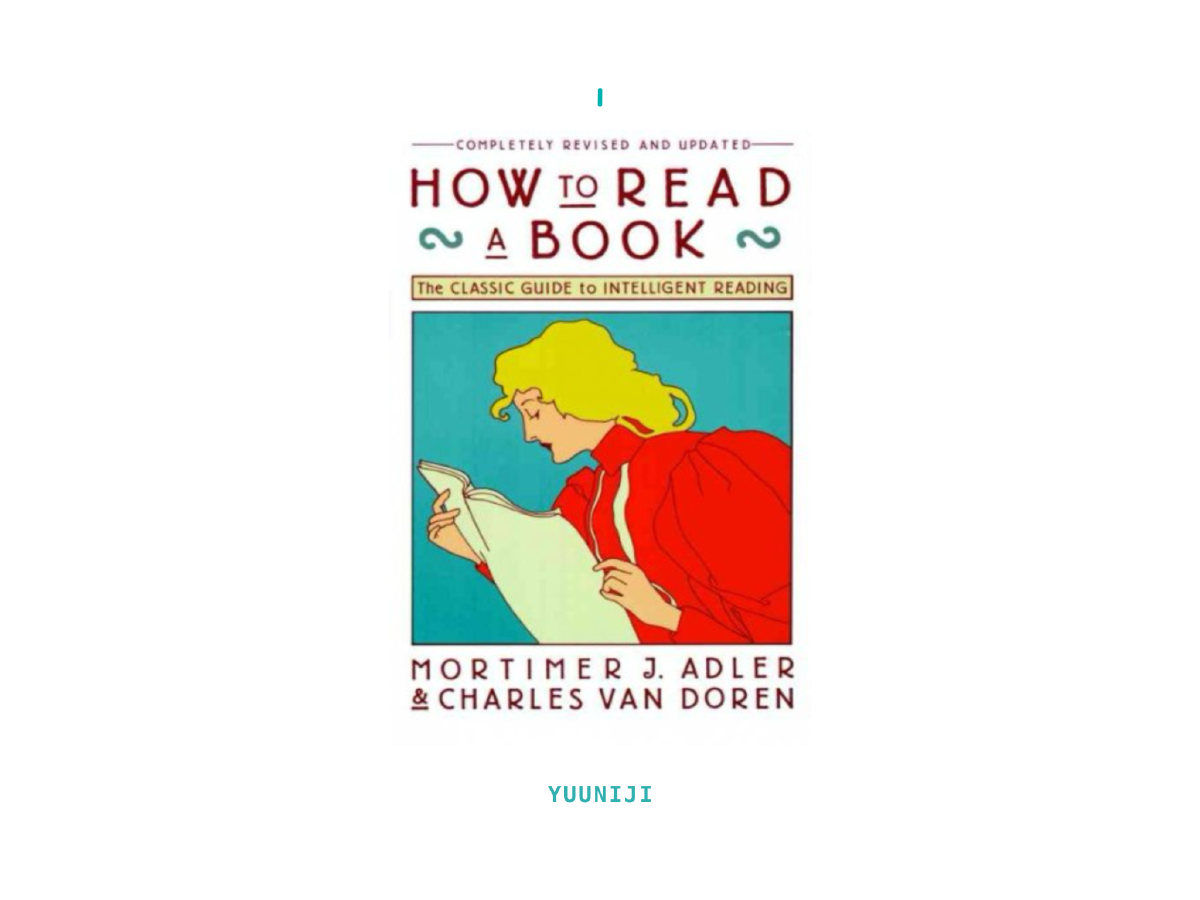 COMPLETELY REVISED AND UPDATED
HOW TO READ
A BOOK
The CLASSIC GUIDE to INTELLIGENT READING
MORTIMER J. ADLER
& CHARLES VAN DOREN
YUUNIJI